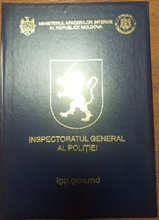 MINISTERUL AFACERILOR INTERNE
AL REPUBLICII MOLDOVA
INSPECTORATUL GENERAL
AL POLIȚIEI
igp.gov.md